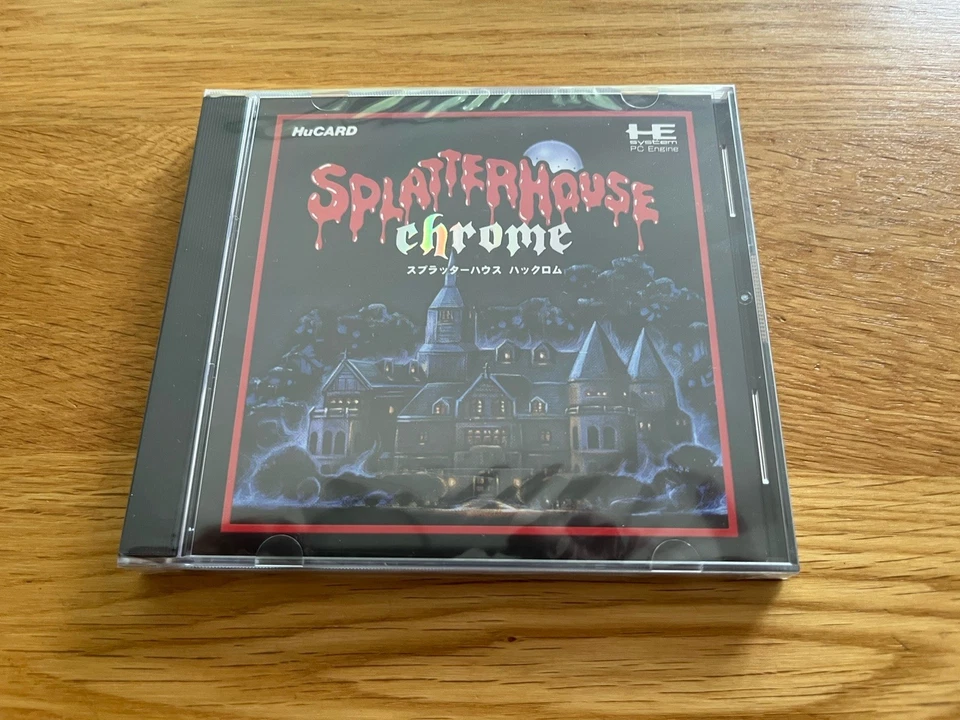 HuCARD
HE
system
PC Engine
SPLATTERHOUSE
chrome
スプラッターハウス ハックロム